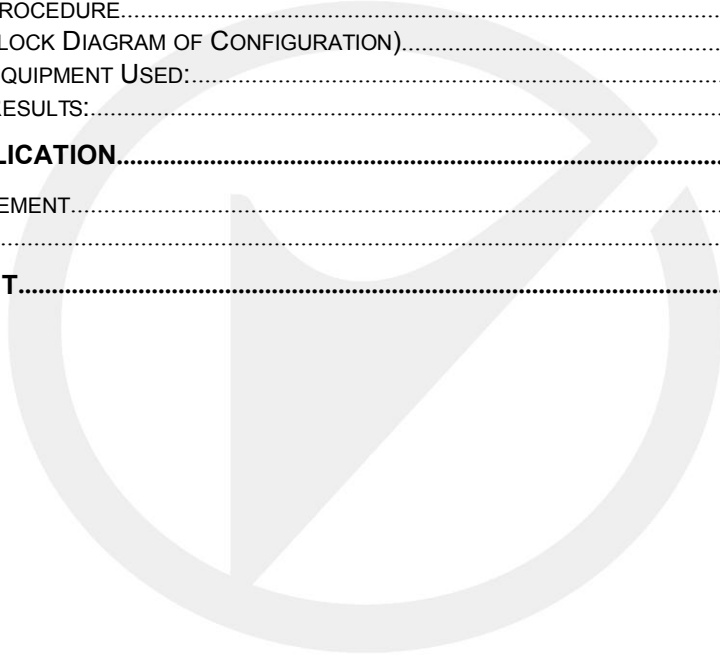 ROCEDURE
LOCK DIAGRAM OF CONFIGURATION)
QUIPMENT USED:
ESULTS:
LICATION
EMENT
T